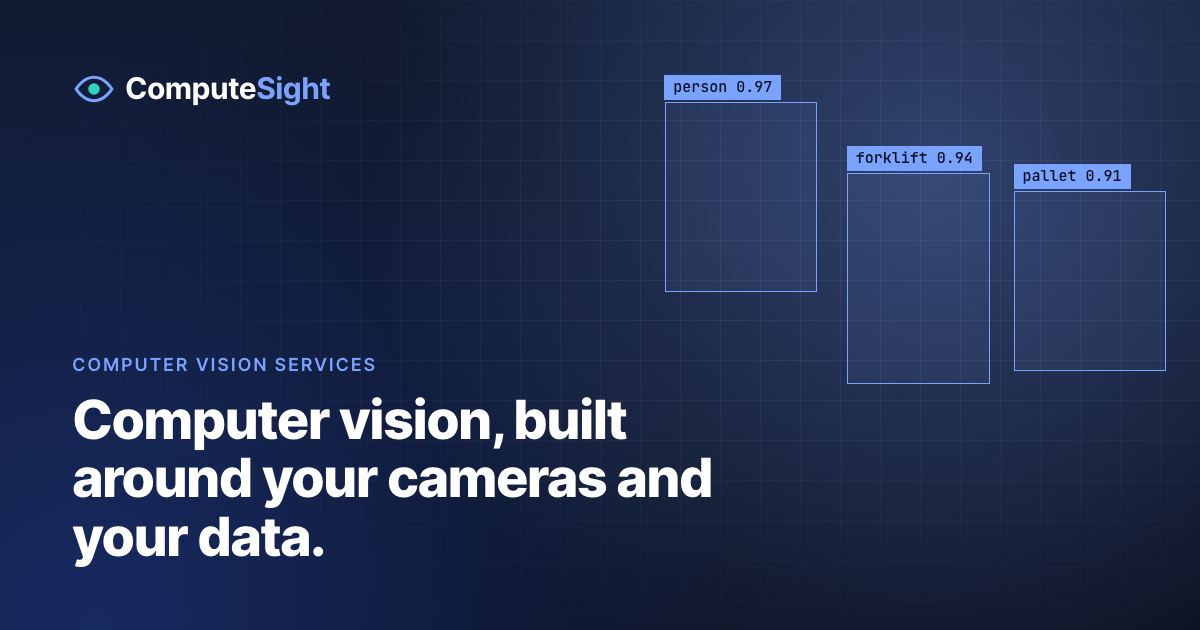 ComputeSight
person 0.97
forklift 0.94
pallet 0.91
COMPUTER VISION SERVICES
Computer vision, built
around your cameras and
your data.